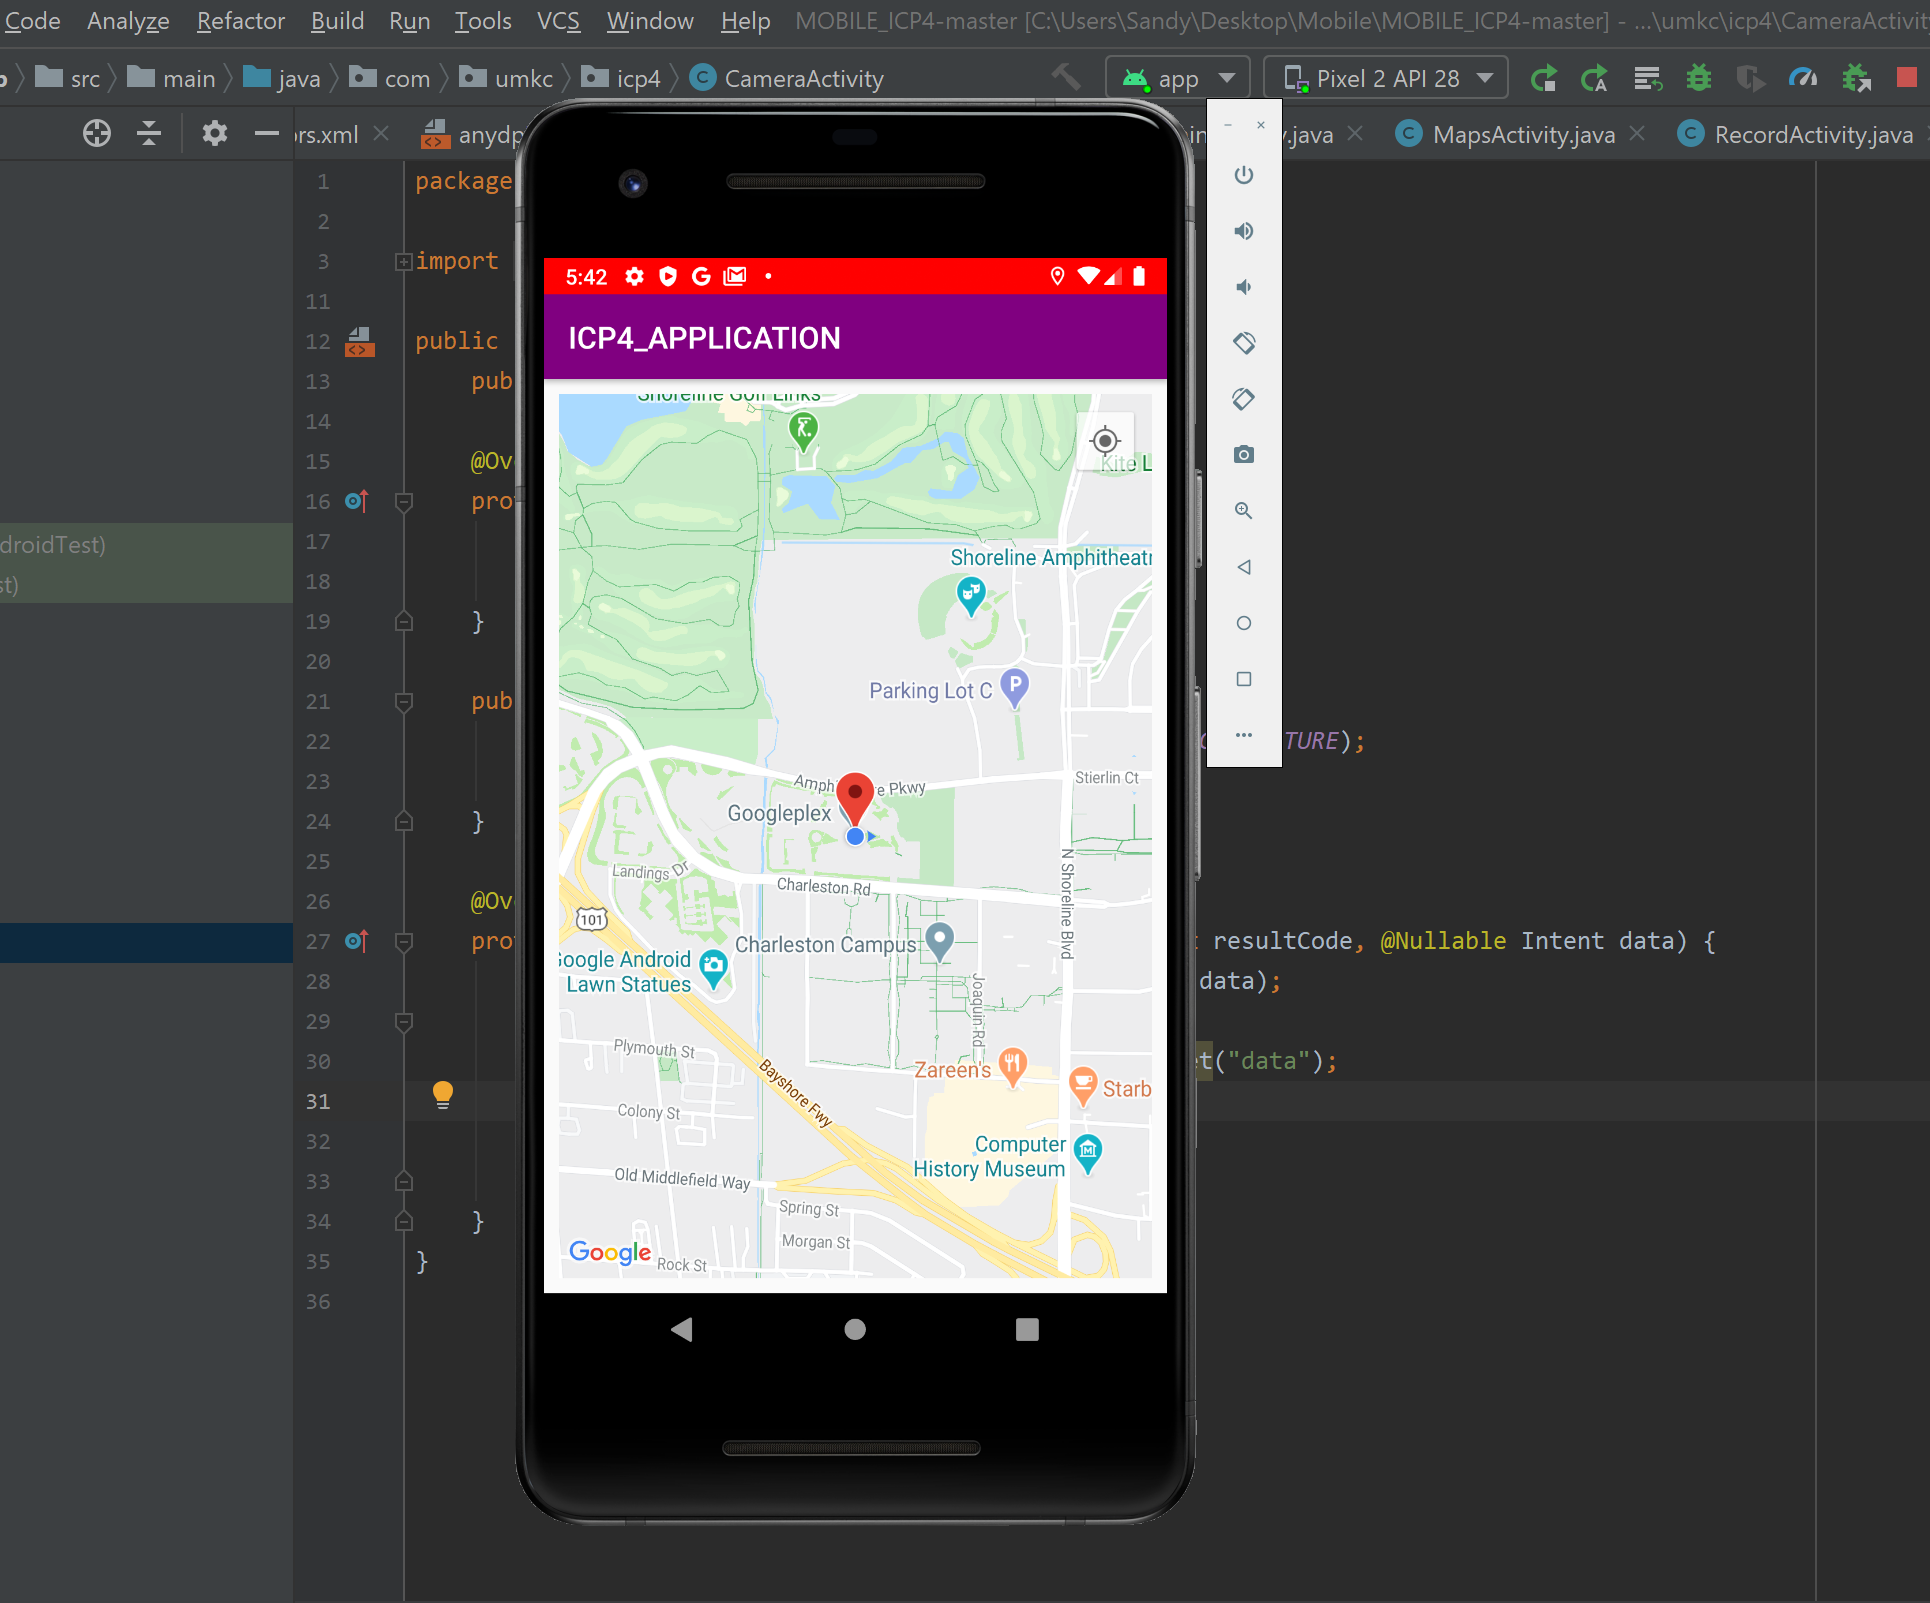 Code Analyze Refactor Build Run Tools VCS Window Help MOBILE_ICP4-master [C:\Users\Sandy\Desktop\Mobile\MOBILE_ICP4-master] - ...\umkc\icp4\CameraActivity
src main java com umkc icp4 CameraActivity app Pixel 2 API 28
ors.xml anydp .java MapsActivity.java RecordActivity.java
1 package
2
3 import
11
12 public
13 pub
14
15 @Ov
16 pro
17
droidTest)
18
st)
19 }
20
21 pub
22 TURE);
23
24 }
25
26 @Ov
27 pro resultCode, @Nullable Intent data) {
28 data);
29
30 et("data");
31
32
33
34 }
35 }
36
5:42
ICP4_APPLICATION
Shoreline Golf Links
Kite L
Shoreline Amphitheatr
Parking Lot C
P
Stierlin Ct
Amph re Pkwy
Googleplex
Landings Dr
Charleston Rd
N Shoreline Blvd
101
Charleston Campus
Google Android
Lawn Statues
Joaquin Rd
Plymouth St
Bayshore Fwy
Zareen's
Starb
Colony St
Computer
History Museum
Old Middlefield Way
Spring St
Morgan St
Google
Rock St